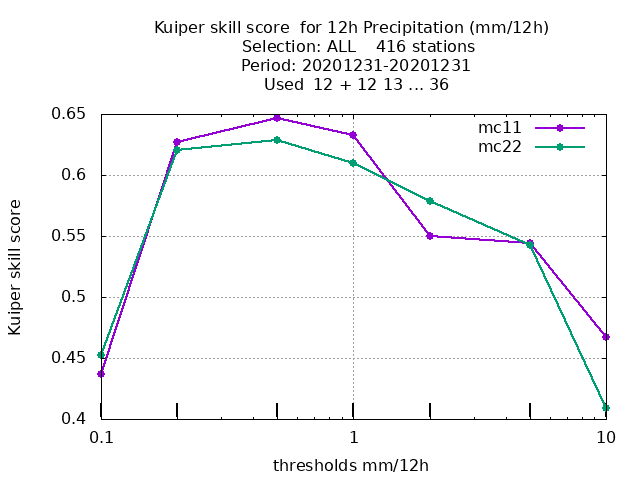 Kuiper skill score  for 12h Precipitation (mm/12h)
Selection: ALL    416 stations
Period: 20201231-20201231
Used  12 + 12 13 ... 36
0.65
0.6
0.55
0.5
0.45
0.4
Kuiper skill score
mc11
mc22
0.1
1
10
thresholds mm/12h